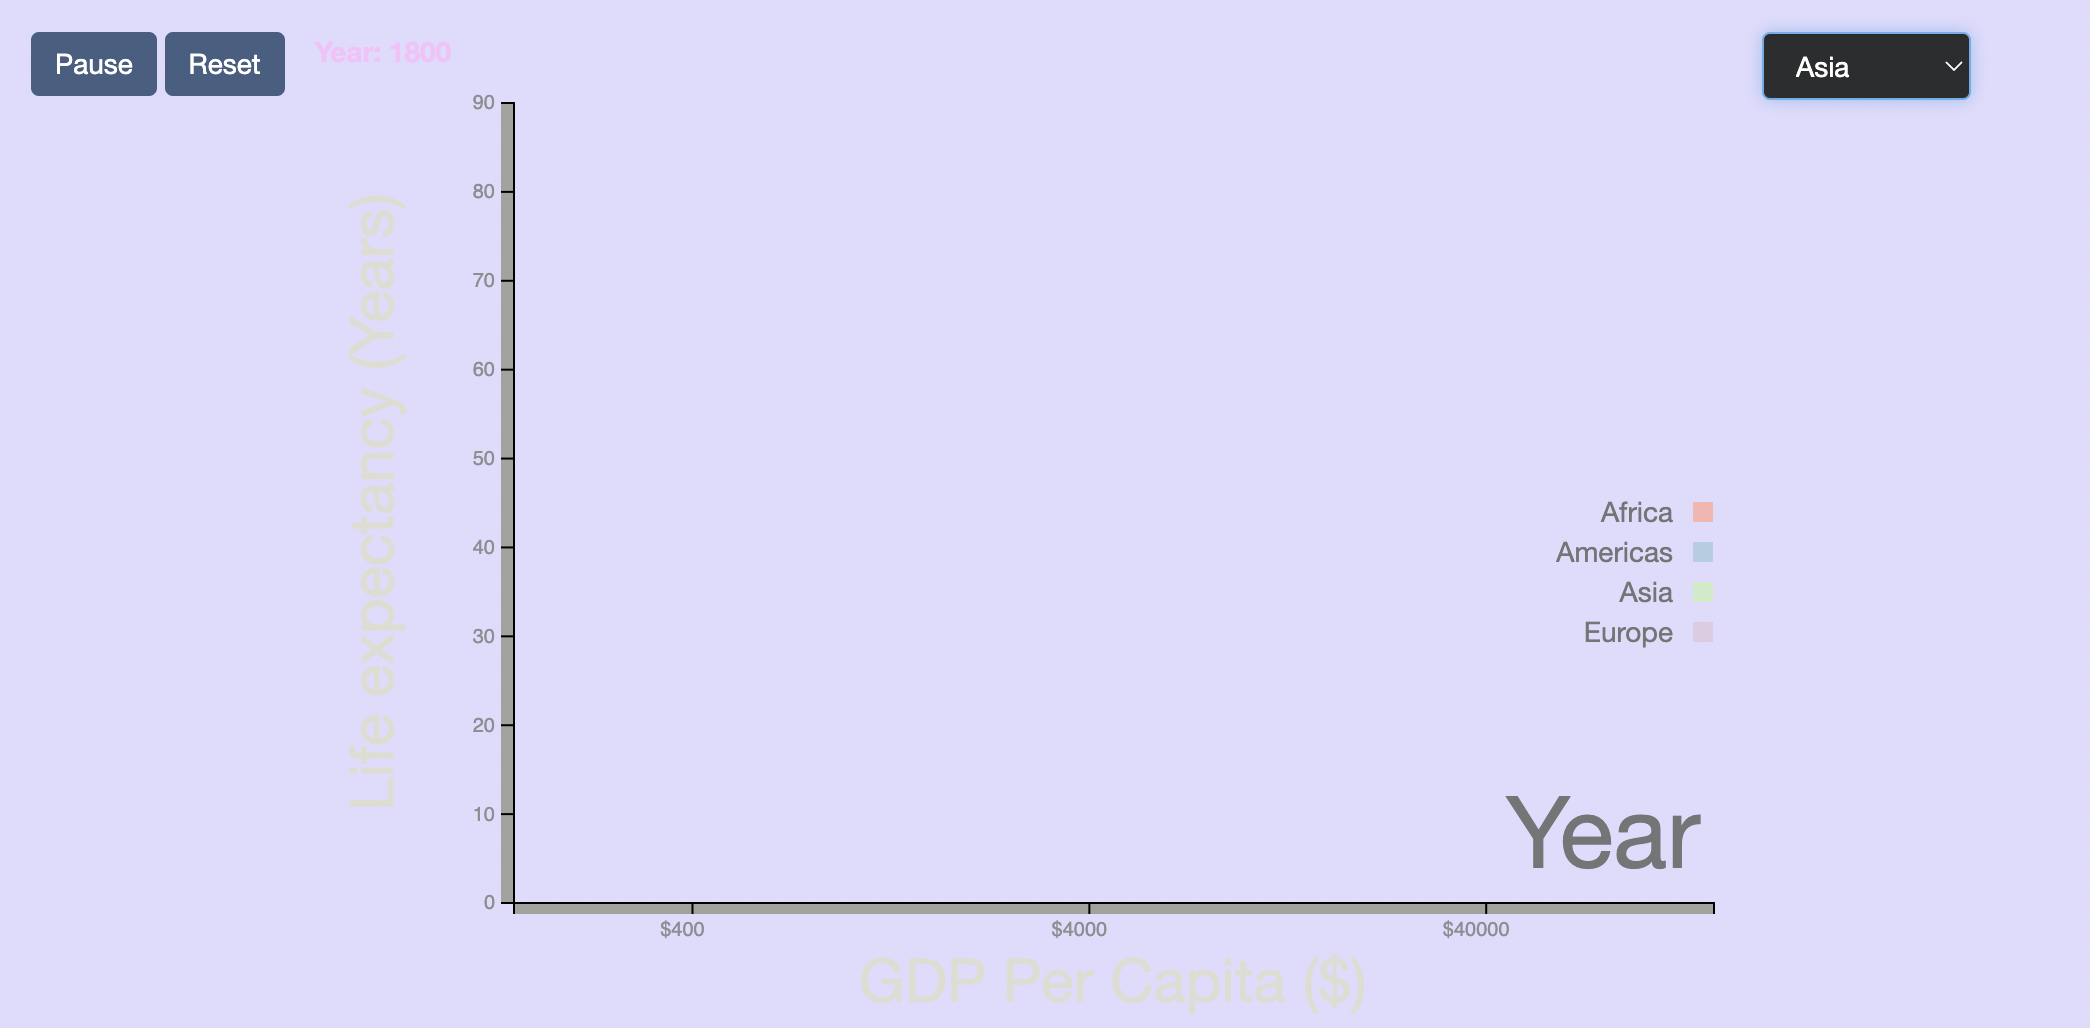 Pause
Reset
Year: 1800
Asia
Life expectancy (Years)
90
80
70
60
50
40
30
20
10
0
Africa
Americas
Asia
Europe
Year
$400
$4000
$40000
GDP Per Capita ($)